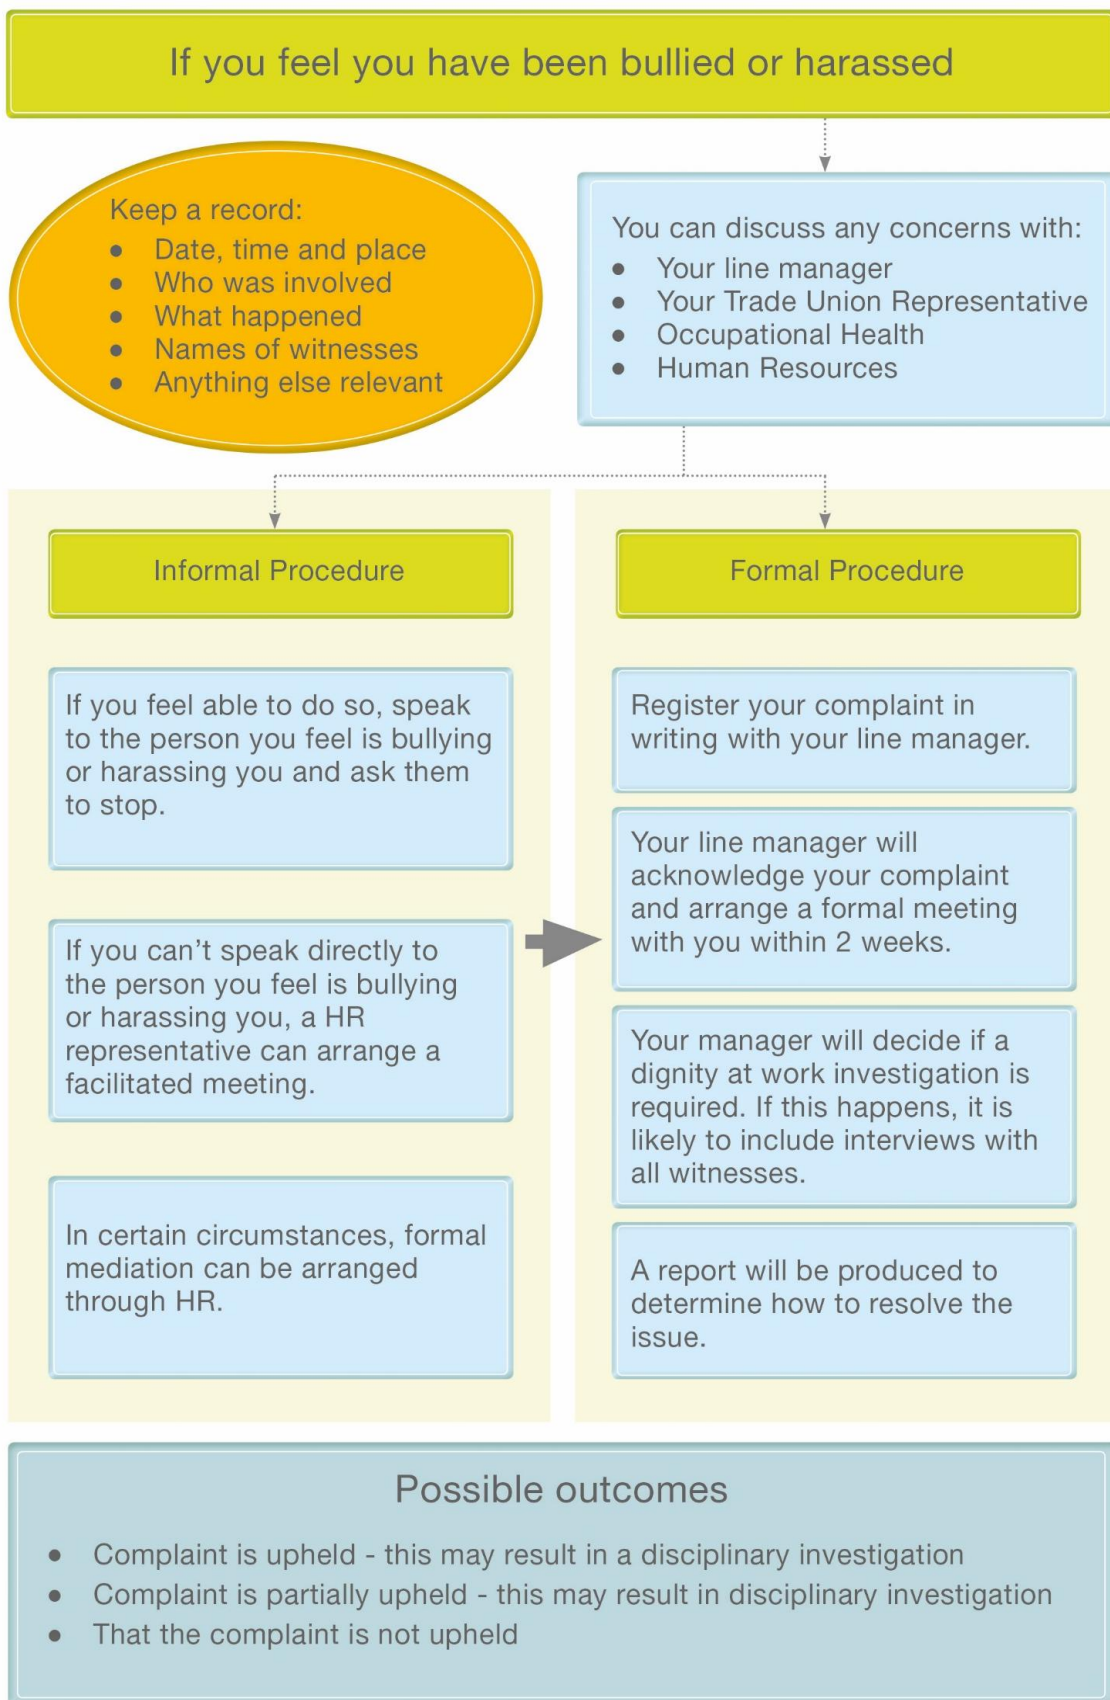 If you feel you have been bullied or harassed
Keep a record:
● Date, time and place
● Who was involved
● What happened
● Names of witnesses
● Anything else relevant
You can discuss any concerns with:
● Your line manager
● Your Trade Union Representative
● Occupational Health
● Human Resources
Informal Procedure
If you feel able to do so, speak
to the person you feel is bullying
or harassing you and ask them
to stop.
If you can't speak directly to
the person you feel is bullying
or harassing you, a HR
representative can arrange a
facilitated meeting.
In certain circumstances, formal
mediation can be arranged
through HR.
Formal Procedure
Register your complaint in
writing with your line manager.
Your line manager will
acknowledge your complaint
and arrange a formal meeting
with you within 2 weeks.
Your manager will decide if a
dignity at work investigation is
required. If this happens, it is
likely to include interviews with
all witnesses.
A report will be produced to
determine how to resolve the
issue.
Possible outcomes
● Complaint is upheld - this may result in a disciplinary investigation
● Complaint is partially upheld - this may result in disciplinary investigation
● That the complaint is not upheld